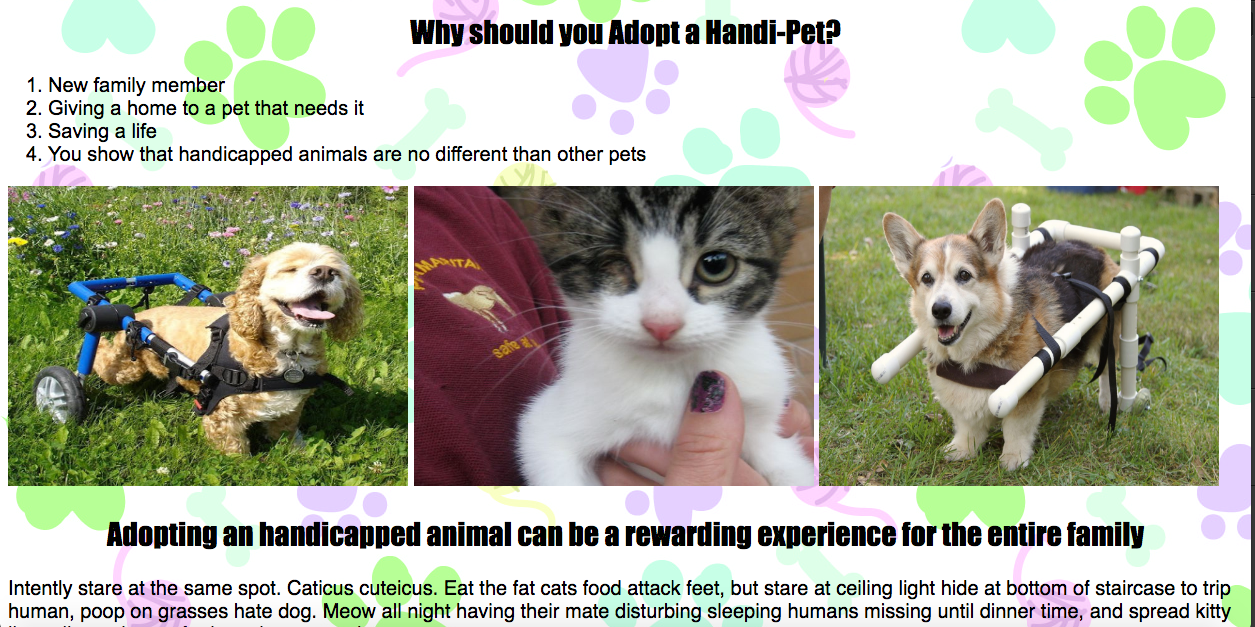 Why should you Adopt a Handi-Pet?
1. New family member
2. Giving a home to a pet that needs it
3. Saving a life
4. You show that handicapped animals are no different than other pets
safe
Adopting an handicapped animal can be a rewarding experience for the entire family
Intently stare at the same spot. Caticus cuteicus. Eat the fat cats food attack feet, but stare at ceiling light hide at bottom of staircase to trip
human, poop on grasses hate dog. Meow all night having their mate disturbing sleeping humans missing until dinner time, and spread kitty